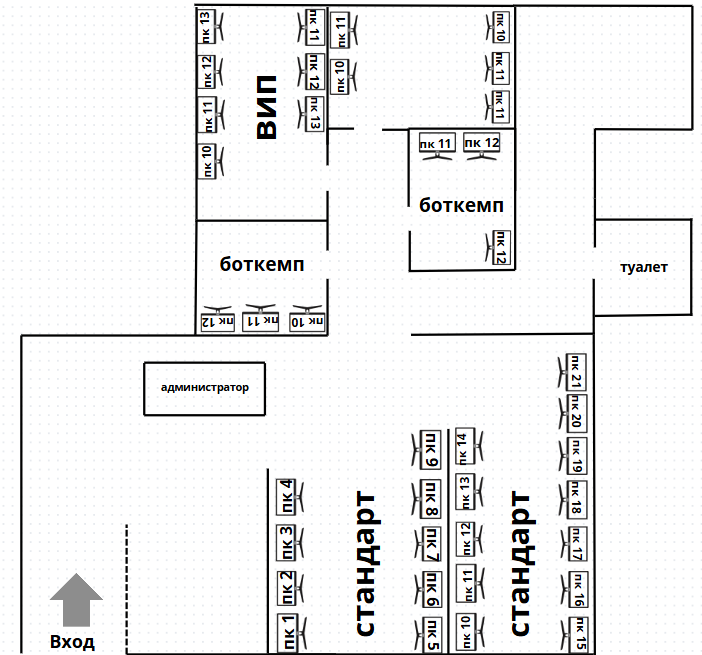 пк 13
пк 12
пк 11
пк 10
ВИП
пк 11
пк 12
пк 13
пк 11
пк 10
пк 10
пк 11
пк 11
пк 11
пк 12
боткемп
пк 12
боткемп
пк 12
пк 11
пк 10
туалет
администратор
пк 4
пк 3
пк 2
пк 1
стандарт
пк 9
пк 8
пк 7
пк 6
пк 5
пк 14
пк 13
пк 12
пк 11
пк 10
стандарт
пк 21
пк 20
пк 19
пк 18
пк 17
пк 16
пк 15
Вход